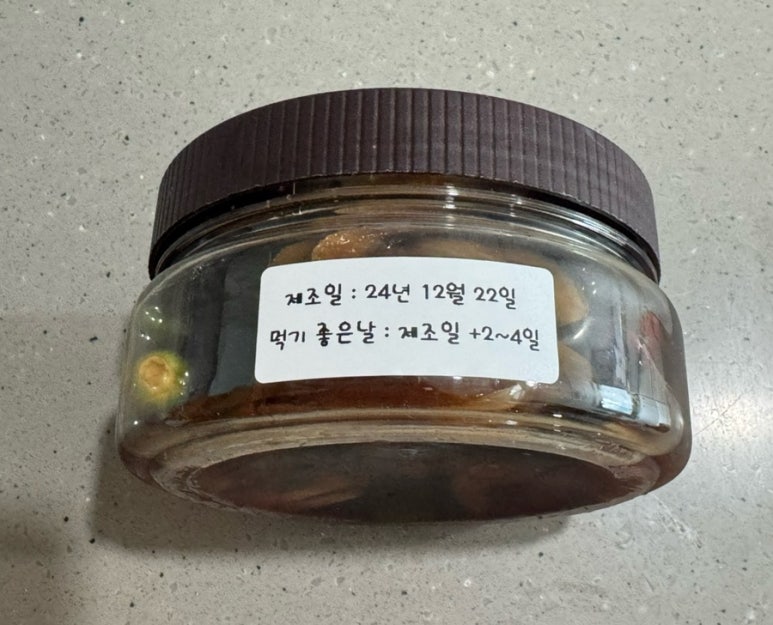 제조일 : 24년 12월 22일
먹기 좋은날 : 제조일 +2~4일